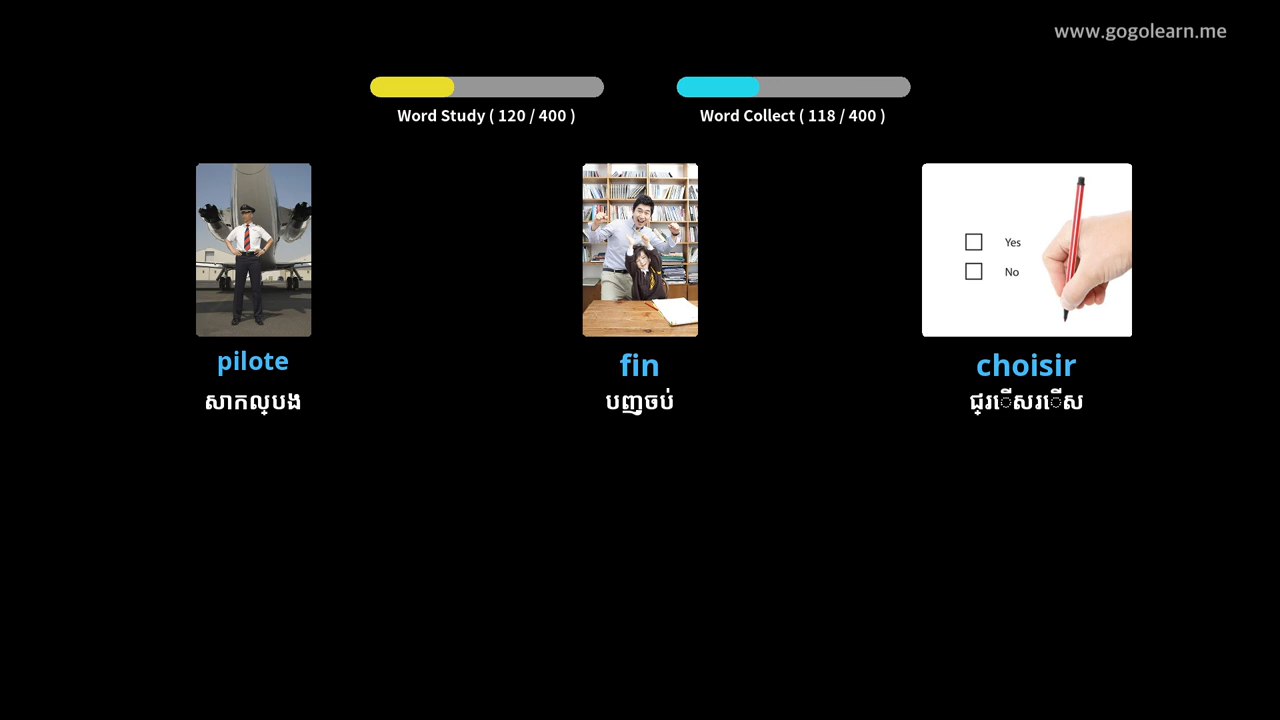 www.gogolearn.me
Word Study ( 120 / 400 )
Word Collect ( 118 / 400 )
Yes
No
pilote
fin
choisir
សាកល្បង
បញ្ចប់
ជ្រើសរើស